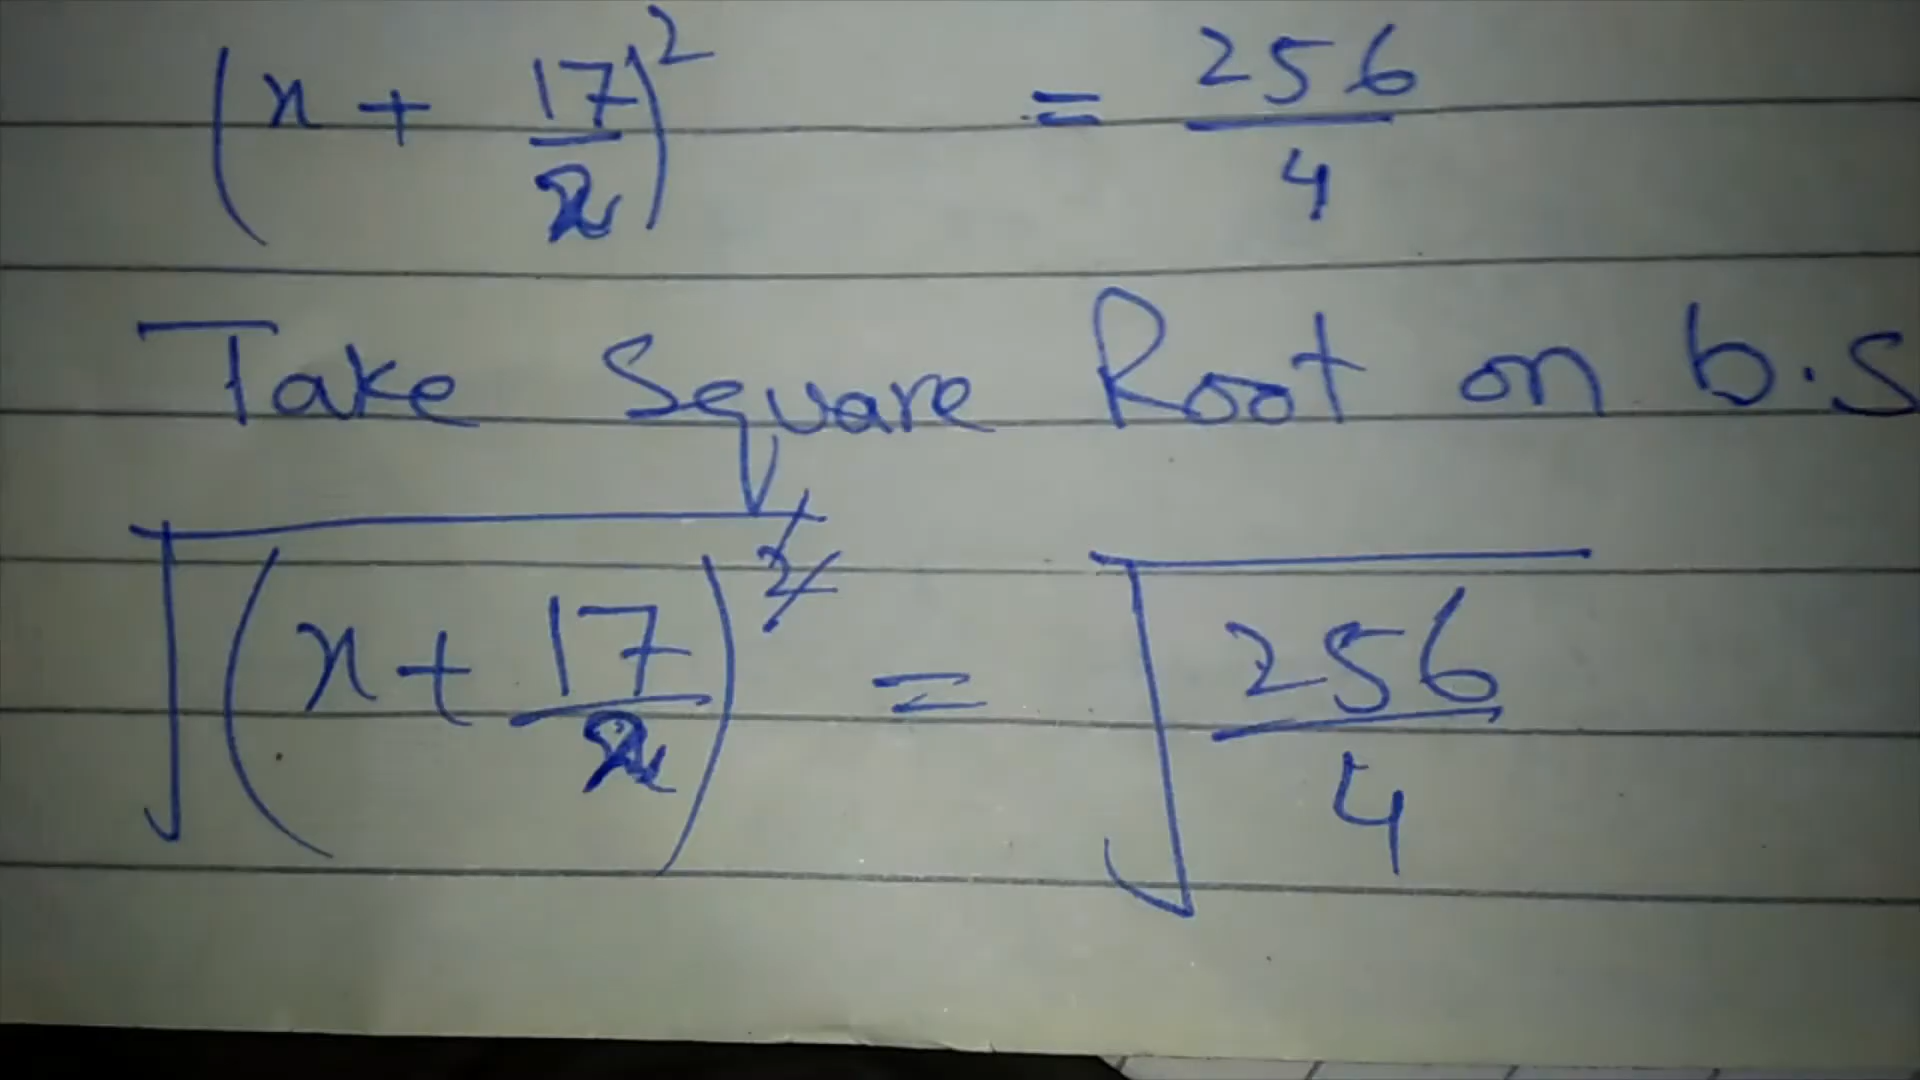 (x + 17/2)² = 256/4
Take Square Root on b.s
√(x + 17/2)² = √256/4